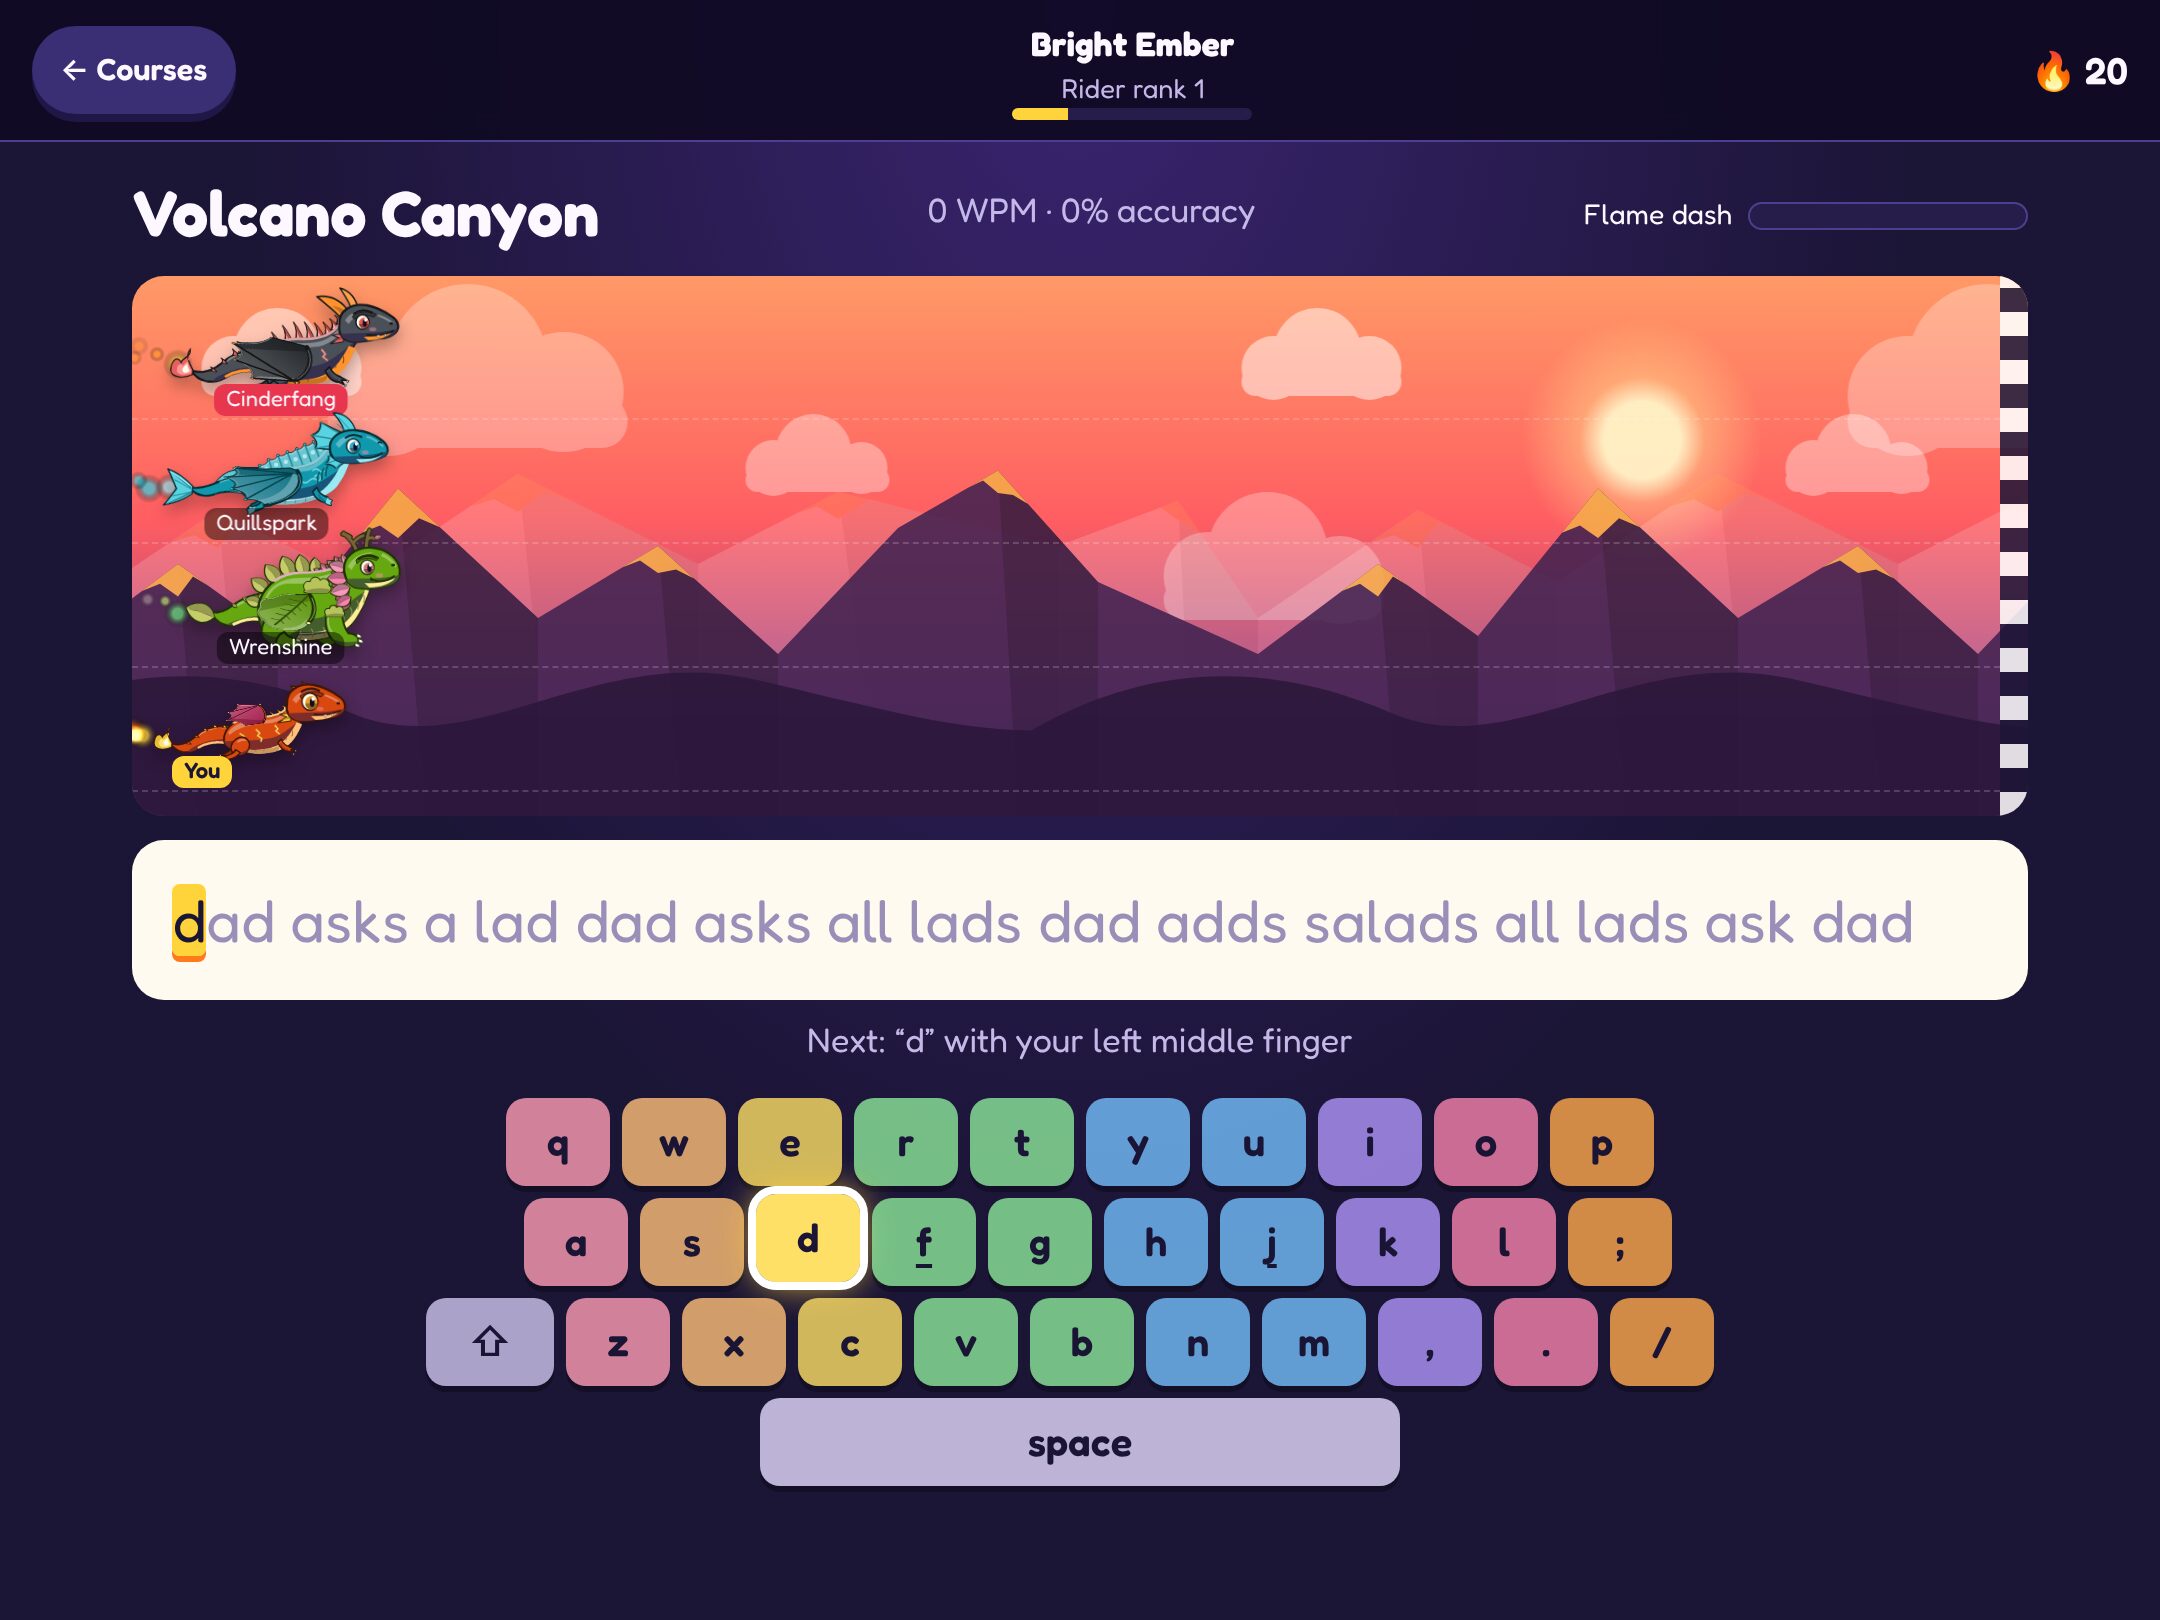 ← Courses
Bright Ember
Rider rank 1
🔥 20
Volcano Canyon
0 WPM · 0% accuracy
Flame dash
Cinderfang
Quillspark
Wrenshine
You
dad asks a lad dad asks all lads dad adds salads all lads ask dad
Next: “d” with your left middle finger
q w e r t y u i o p
a s d f g h j k l ;
⇧ z x c v b n m , . /
space